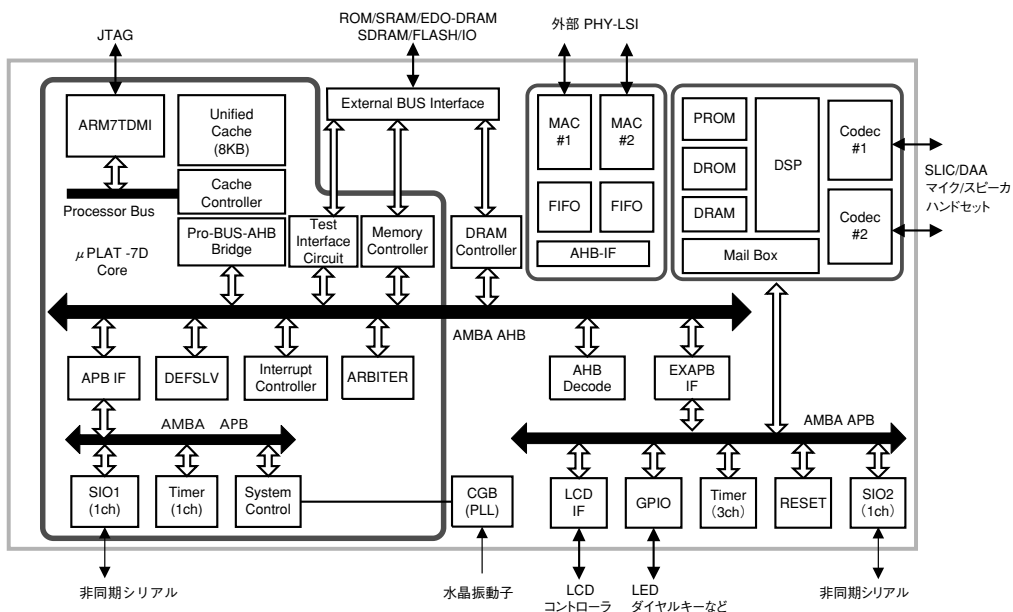 ROM/SRAM/EDO-DRAM
SDRAM/FLASH/IO
外部 PHY-LSI
JTAG
ARM7TDMI
Unified
Cache
(8KB)
External BUS Interface
MAC
#1
MAC
#2
PROM
DSP
Codec
#1
DROM
SLIC/DAA
マイク/スピーカ
ハンドセット
Processor Bus
Cache
Controller
FIFO
FIFO
DRAM
Codec
#2
μPLAT -7D
Core
Pro-BUS-AHB
Bridge
Test
Interface
Circuit
Memory
Controller
DRAM
Controller
AHB-IF
Mail Box
AMBA AHB
APB IF
DEFSLV
Interrupt
Controller
ARBITER
AHB
Decode
EXAPB
IF
AMBA APB
AMBA APB
SIO1
(1ch)
Timer
(1ch)
System
Control
CGB
(PLL)
LCD
IF
GPIO
Timer
(3ch)
RESET
SIO2
(1ch)
非同期シリアル
水晶振動子
LCD
コントローラ
LED
ダイヤルキーなど
非同期シリアル